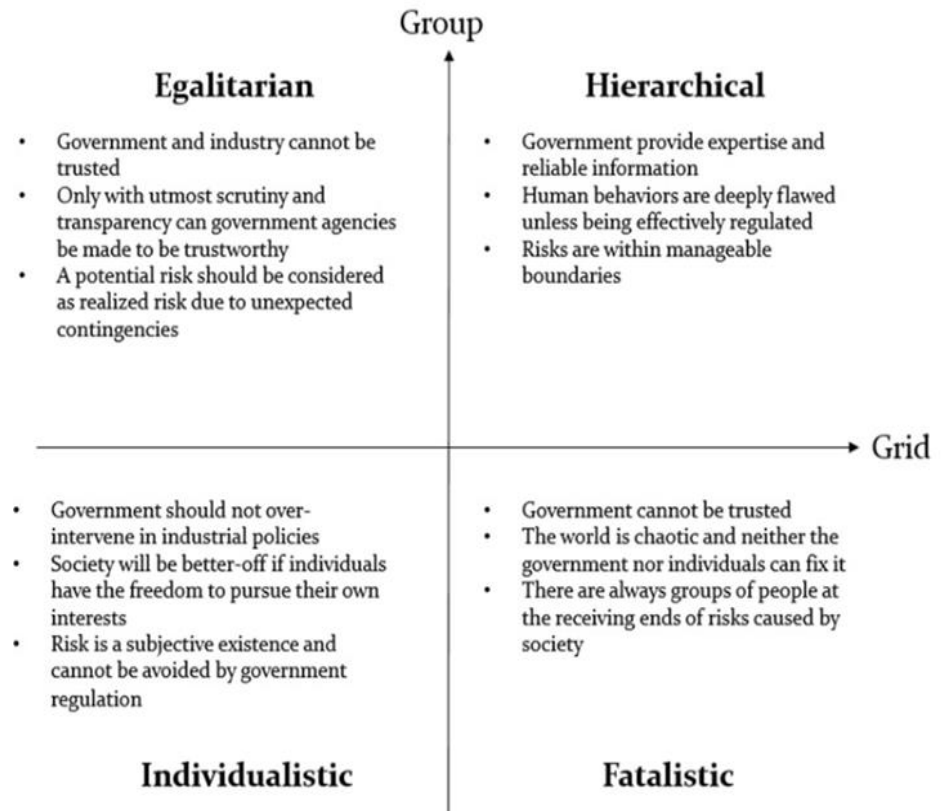 Group
Egalitarian
• Government and industry cannot be
trusted
• Only with utmost scrutiny and
transparency can government agencies
be made to be trustworthy
• A potential risk should be considered
as realized risk due to unexpected
contingencies
Hierarchical
• Government provide expertise and
reliable information
• Human behaviors are deeply flawed
unless being effectively regulated
• Risks are within manageable
boundaries
Grid
• Government should not over-
intervene in industrial policies
• Society will be better-off if individuals
have the freedom to pursue their own
interests
• Risk is a subjective existence and
cannot be avoided by government
regulation
Individualistic
• Government cannot be trusted
• The world is chaotic and neither the
government nor individuals can fix it
• There are always groups of people at
the receiving ends of risks caused by
society
Fatalistic